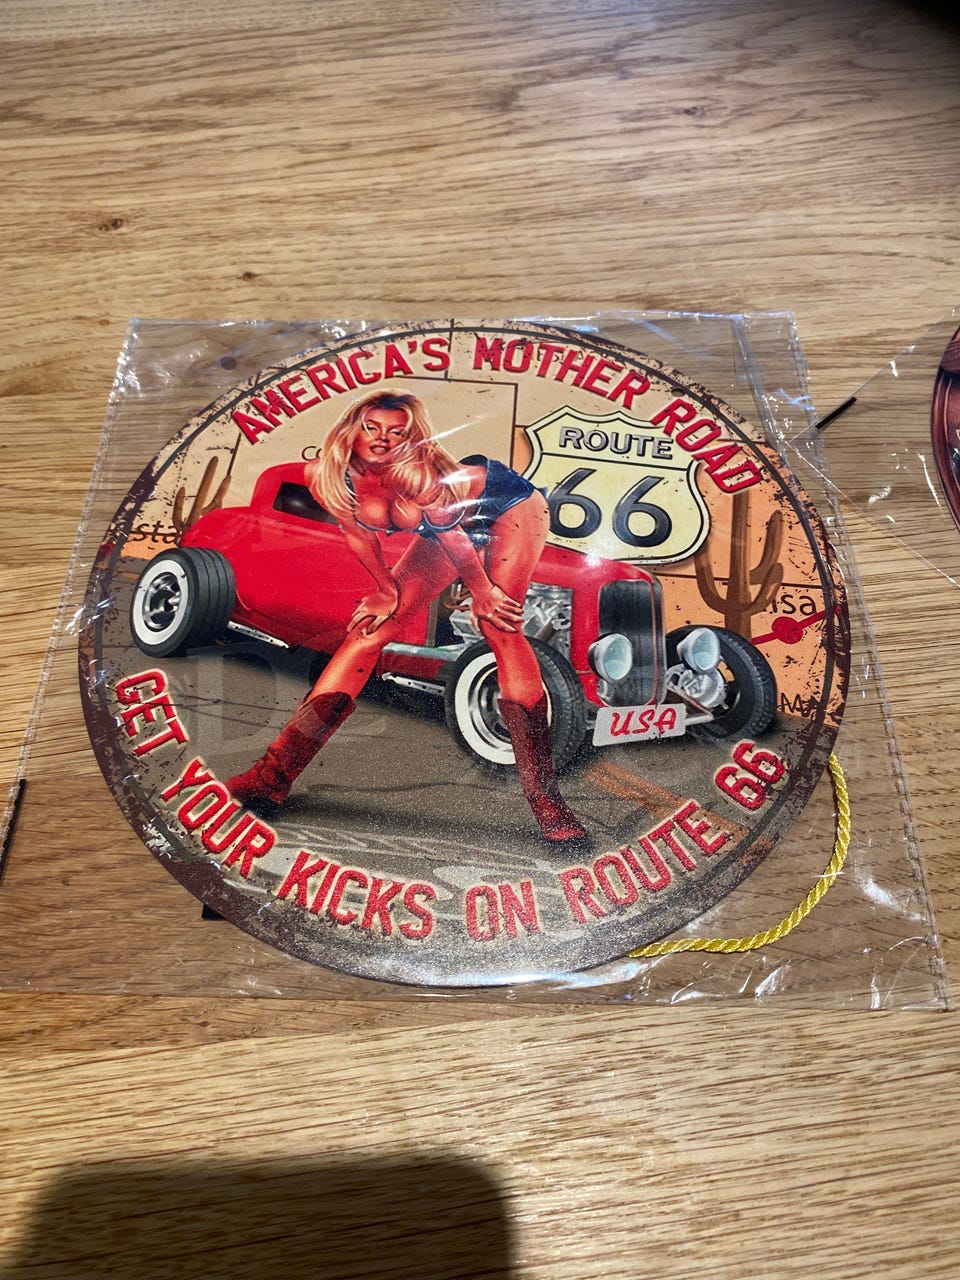 AMERICA'S MOTHER ROAD
ROUTE
66
USA
GET YOUR KICKS ON ROUTE 66